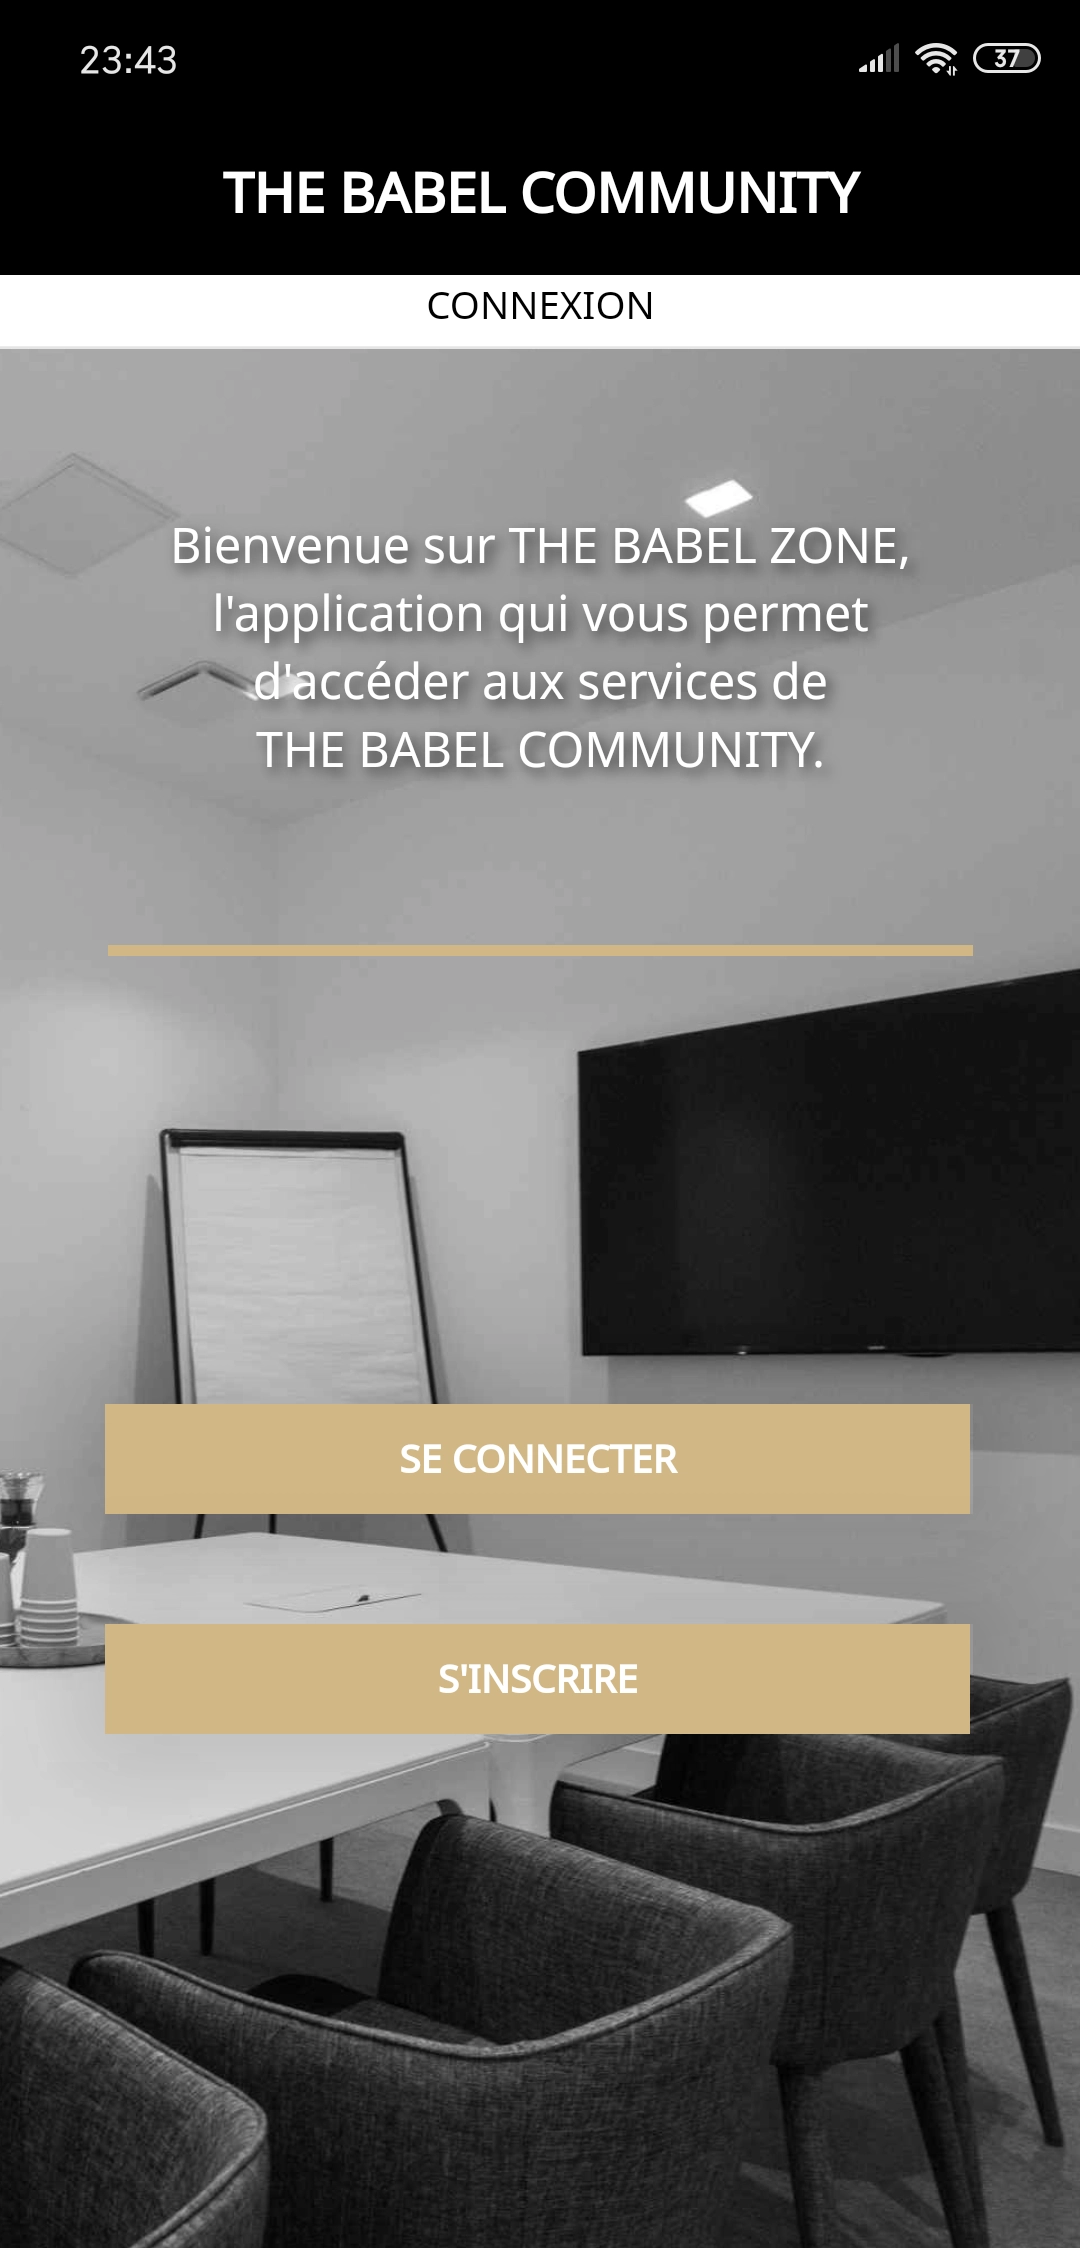 23:43
37
THE BABEL COMMUNITY
CONNEXION
Bienvenue sur THE BABEL ZONE,
l'application qui vous permet
d'accéder aux services de
THE BABEL COMMUNITY.
SE CONNECTER
S'INSCRIRE